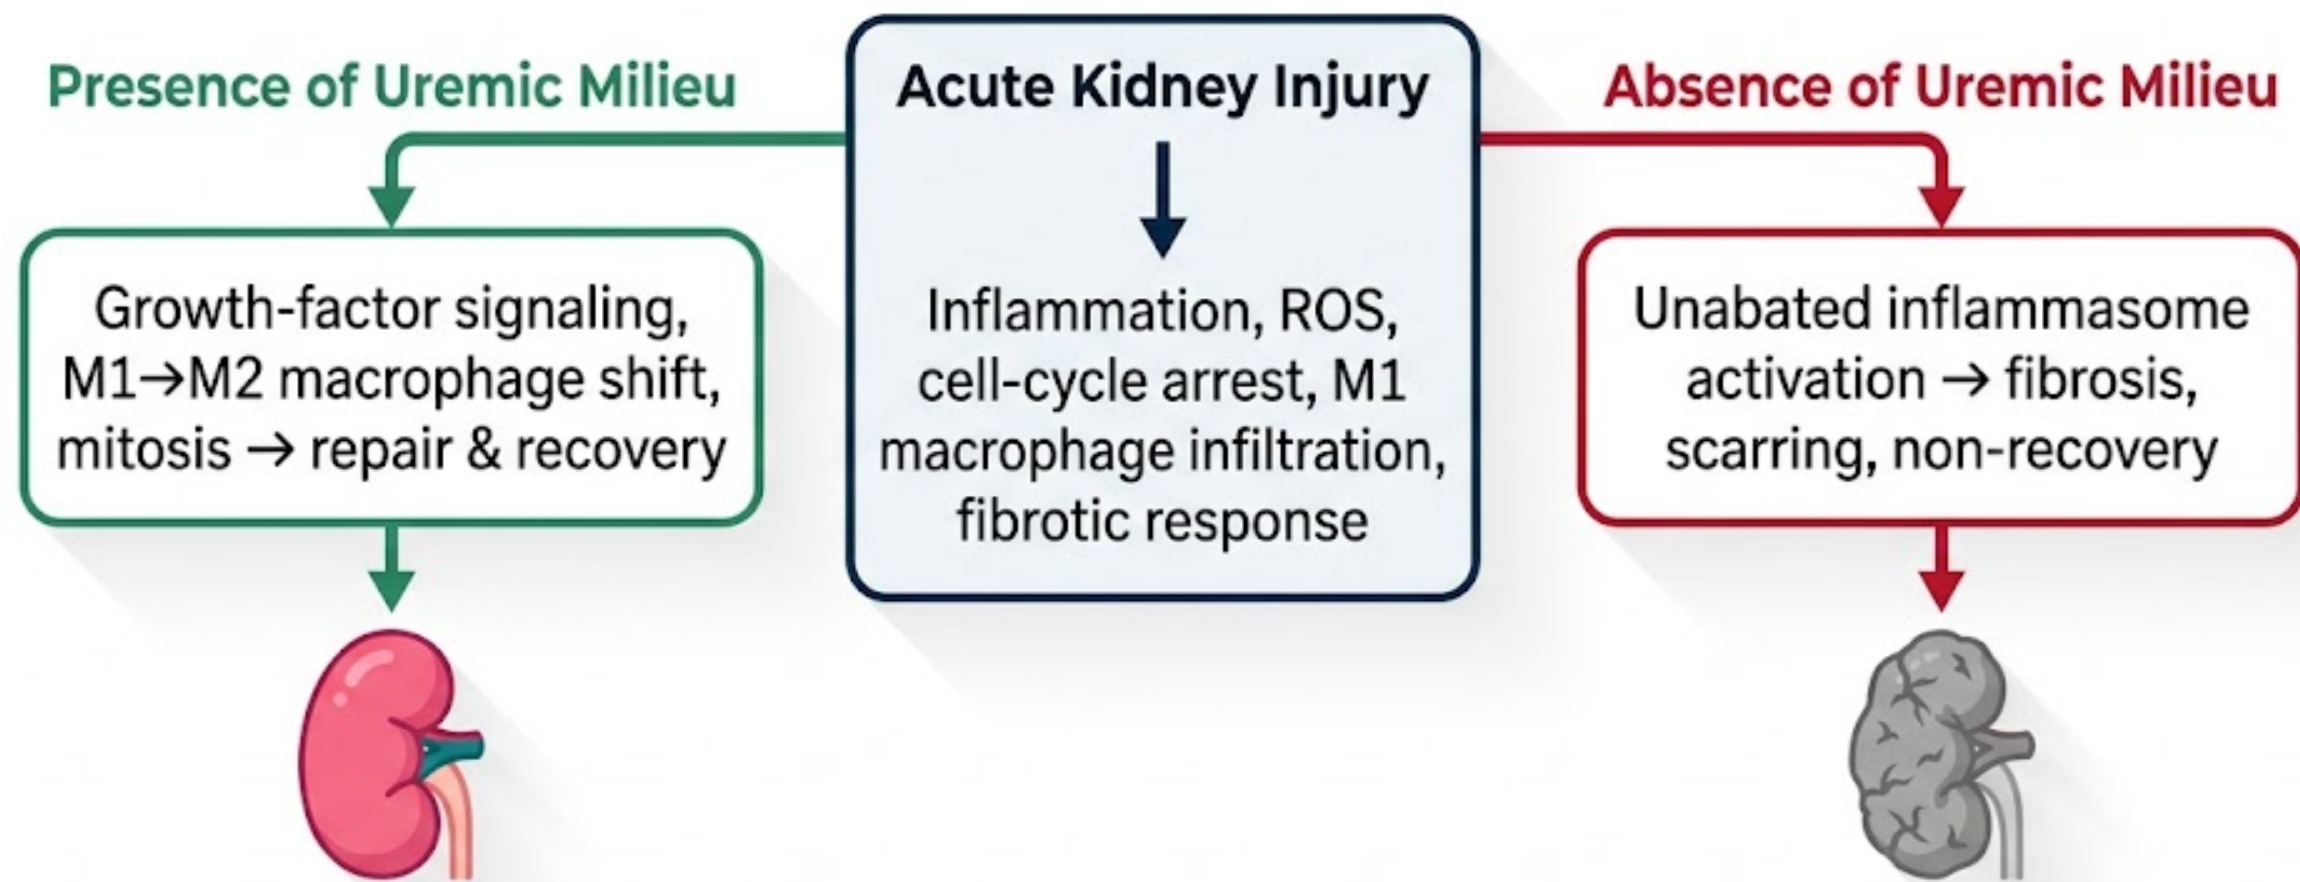 Presence of Uremic Milieu
Growth-factor signaling,
M1→M2 macrophage shift,
mitosis → repair & recovery
Acute Kidney Injury
Inflammation, ROS,
cell-cycle arrest, M1
macrophage infiltration,
fibrotic response
Absence of Uremic Milieu
Unabated inflammasome
activation → fibrosis,
scarring, non-recovery